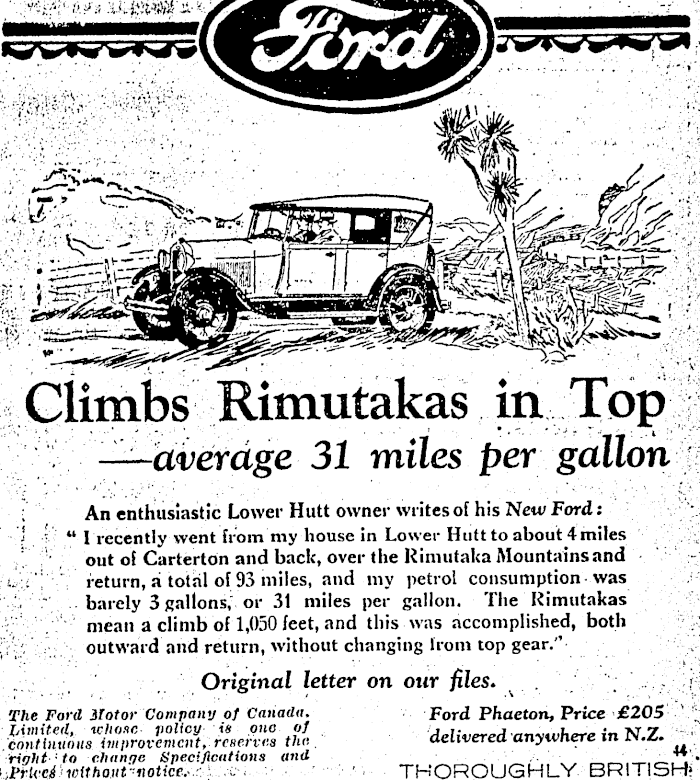 Ford
Climbs Rimutakas in Top
—average 31 miles per gallon
An enthusiastic Lower Hutt owner writes of his New Ford:
" I recently went from my house in Lower Hutt to about 4 miles
out of Carterton and back, over the Rimutaka Mountains and
return, a total of 93 miles, and my petrol consumption was
barely 3 gallons, or 31 miles per gallon. The Rimutakas
mean a climb of 1,050 feet, and this was accomplished, both
outward and return, without changing from top gear."
Original letter on our files.
The Ford Motor Company of Canada.
Limited, whose policy is one of
continuous improvement, reserves the
right to change Specifications and
Prices without notice.
Ford Phaeton, Price £205
delivered anywhere in N.Z.
44
THOROUGHLY BRITISH